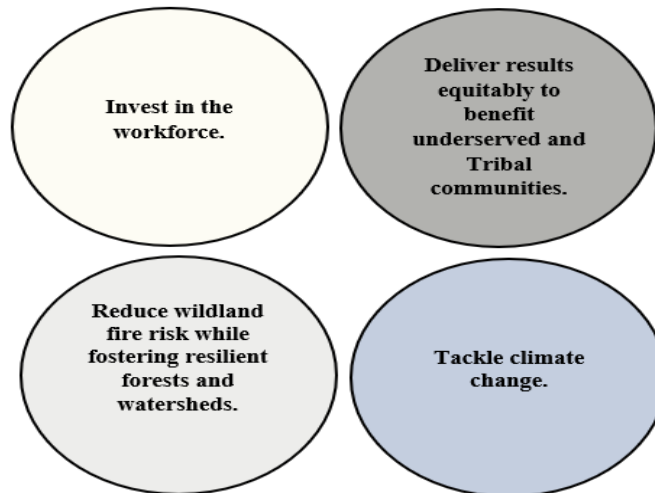 Invest in the
workforce.
Deliver results
equitably to
benefit
underserved and
Tribal
communities.
Reduce wildland
fire risk while
fostering resilient
forests and
watersheds.
Tackle climate
change.